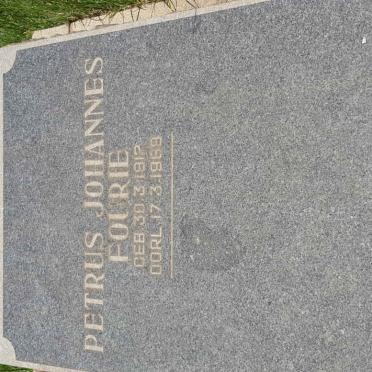 PETRUS JOHANNES
FOURIE
GEB 30.3.1912
OORL 17.3.1969